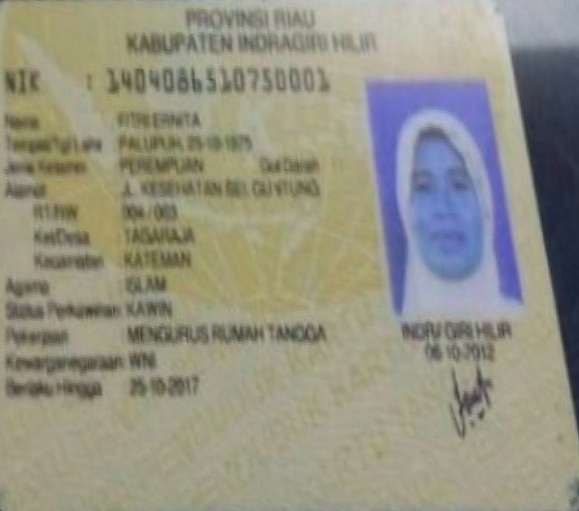 PROVINSI RIAU
KABUPATEN INDRAGIRI HILIR
NIK : 1404086510750001
Nama FITRI ERNITA
Tempat/Tgl Lahir PALUPUH, 25-10-1975
Jenis Kelamin PEREMPUAN Gol Darah
Alamat JL. KESEHATAN SEI. GUNTUNG
RT/RW 004 / 003
Kel/Desa TAGARAJA
Kecamatan KATEMAN
Agama ISLAM
Status Perkawinan: KAWIN
Pekerjaan MENGURUS RUMAH TANGGA
Kewarganegaraan: WNI
Berlaku Hingga 25-10-2017
INDRAGIRI HILIR
06-10-2012